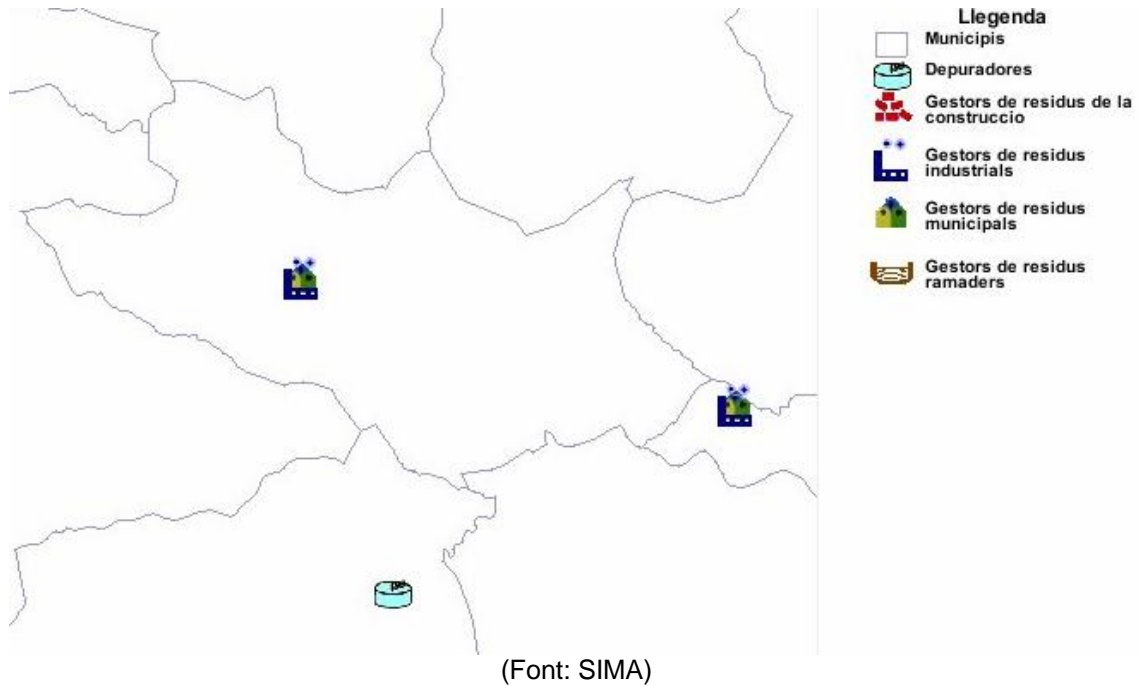 Llegenda
Municipis
Depuradores
Gestors de residus de la
construccio
Gestors de residus
industrials
Gestors de residus
municipals
Gestors de residus
ramaders
(Font: SIMA)